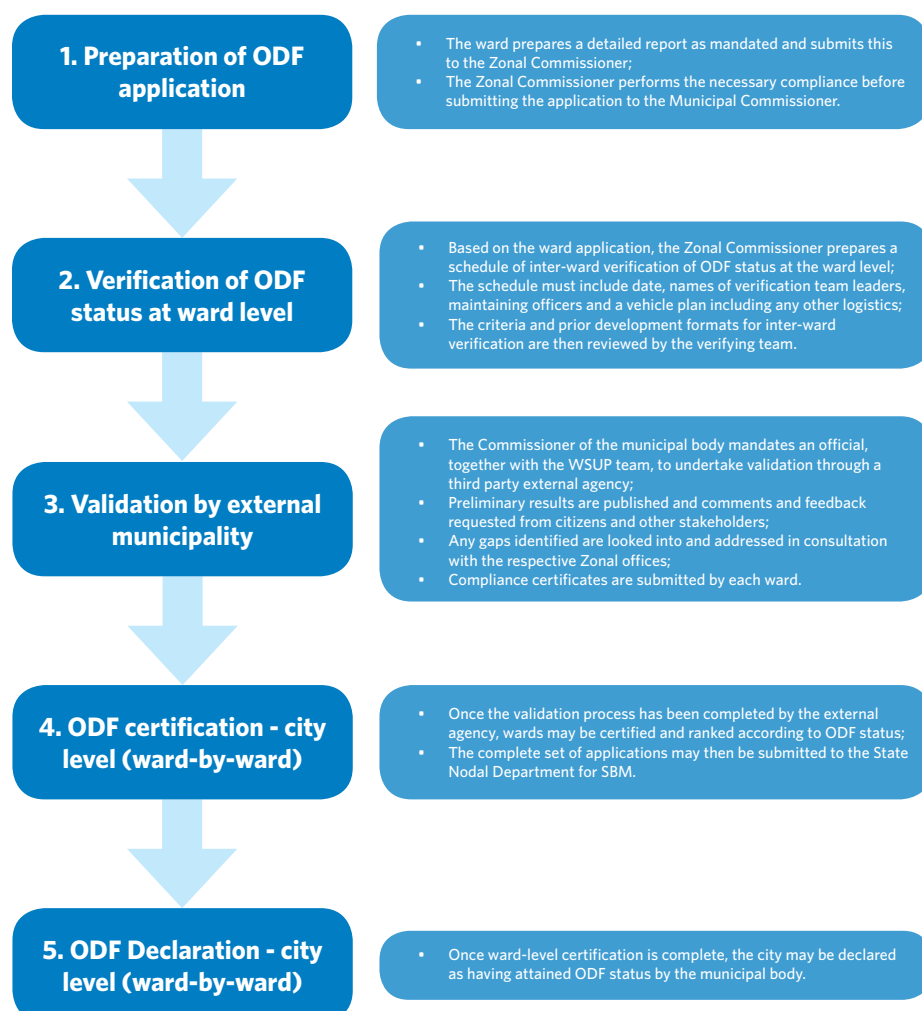 1. Preparation of ODF
application
• The ward prepares a detailed report as mandated and submits this
to the Zonal Commissioner;
• The Zonal Commissioner performs the necessary compliance before
submitting the application to the Municipal Commissioner.
2. Verification of ODF
status at ward level
• Based on the ward application, the Zonal Commissioner prepares a
schedule of inter-ward verification of ODF status at the ward level;
• The schedule must include date, names of verification team leaders,
maintaining officers and a vehicle plan including any other logistics;
• The criteria and prior development formats for inter-ward
verification are then reviewed by the verifying team.
3. Validation by external
municipality
• The Commissioner of the municipal body mandates an official,
together with the WSUP team, to undertake validation through a
third party external agency;
• Preliminary results are published and comments and feedback
requested from citizens and other stakeholders;
• Any gaps identified are looked into and addressed in consultation
with the respective Zonal offices;
• Compliance certificates are submitted by each ward.
4. ODF certification - city
level (ward-by-ward)
• Once the validation process has been completed by the external
agency, wards may be certified and ranked according to ODF status;
• The complete set of applications may then be submitted to the State
Nodal Department for SBM.
5. ODF Declaration - city
level (ward-by-ward)
• Once ward-level certification is complete, the city may be declared
as having attained ODF status by the municipal body.